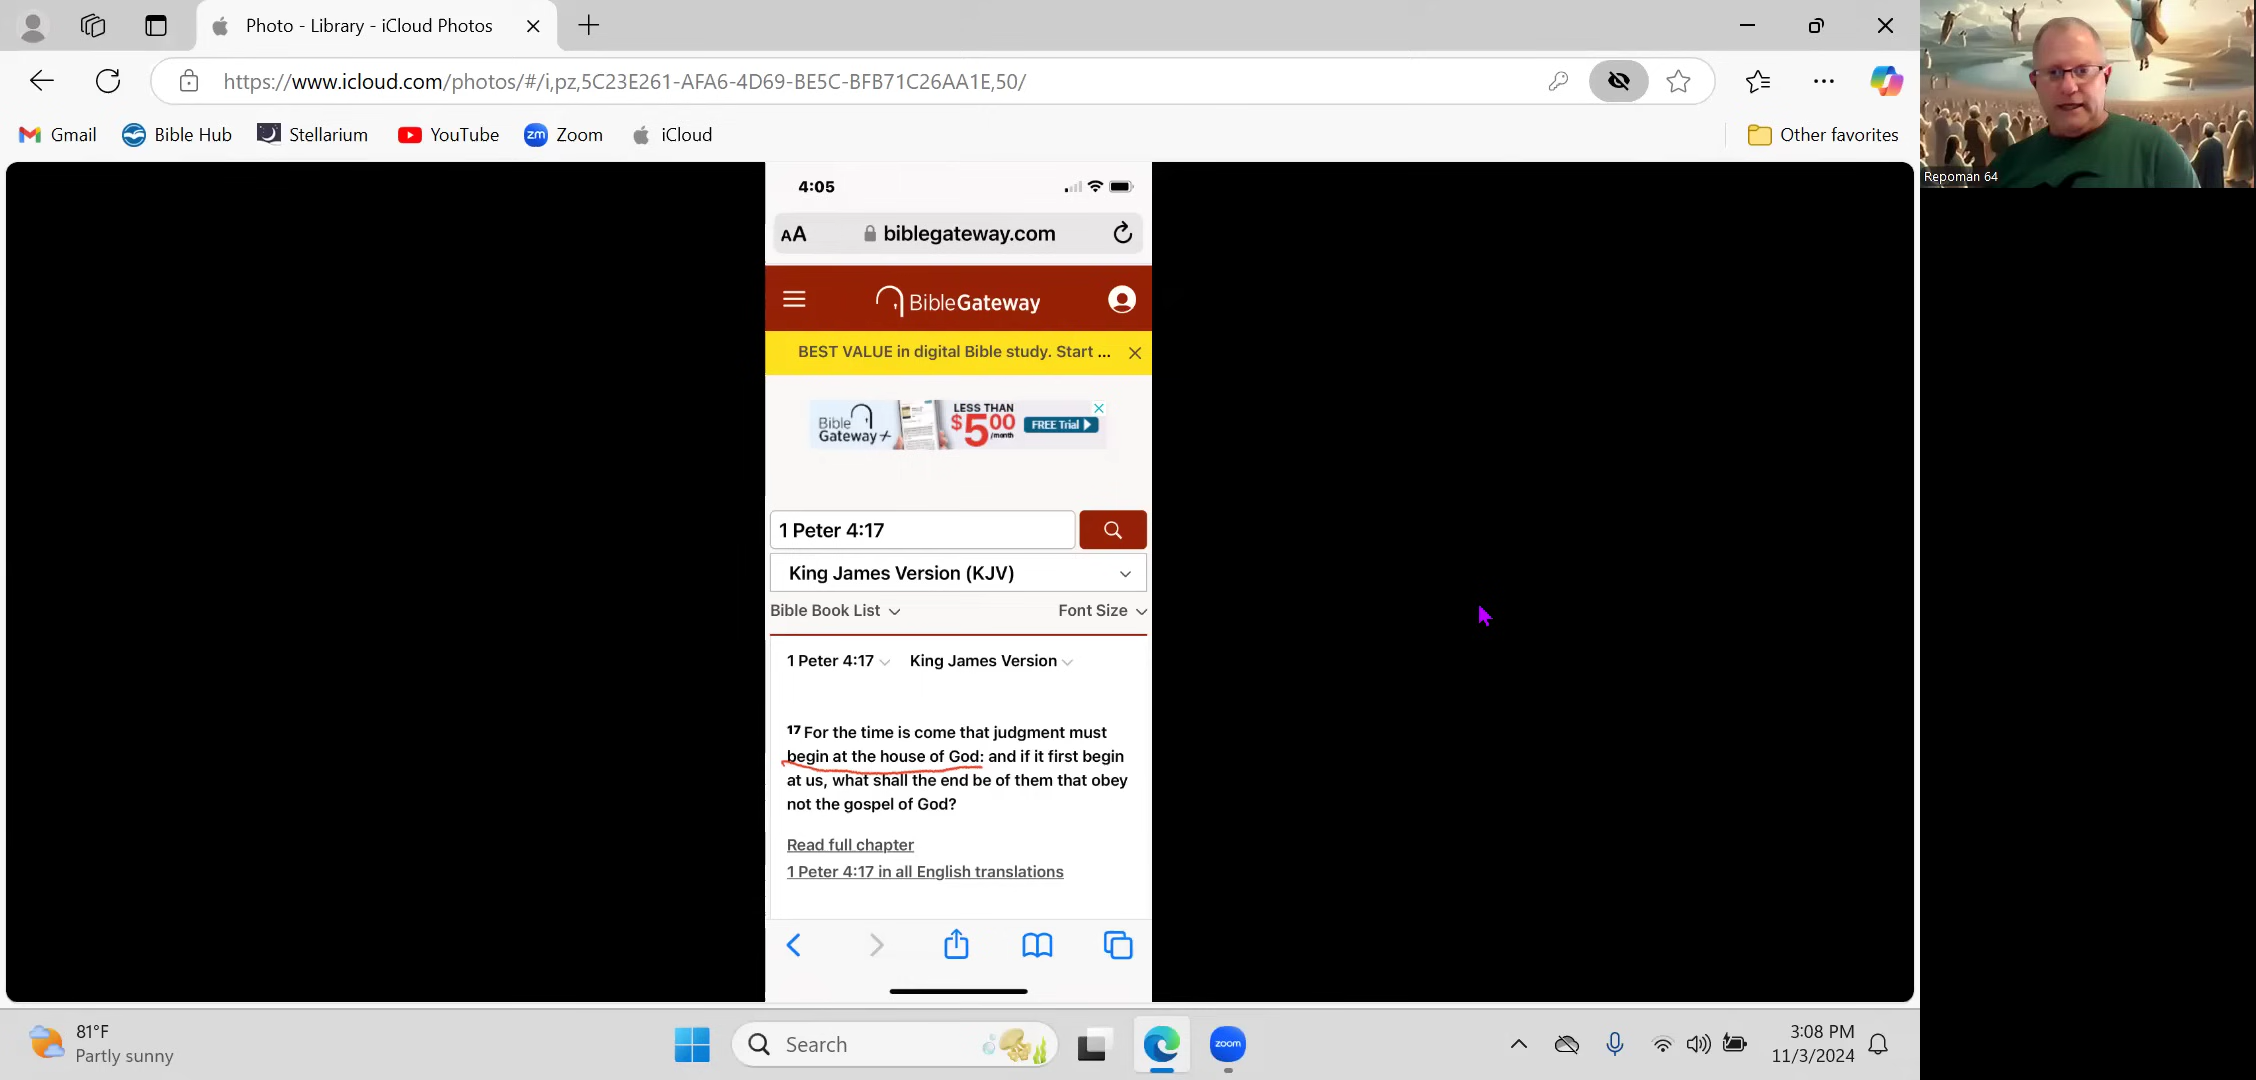 Photo - Library - iCloud Photos
https://www.icloud.com/photos/#/i,pz,5C23E261-AFA6-4D69-BE5C-BFB71C26AA1E,50/
Gmail Bible Hub Stellarium YouTube zm Zoom iCloud Other favorites
Repoman 64
4:05
AA biblegateway.com
BibleGateway
BEST VALUE in digital Bible study. Start ...
Bible Gateway+ LESS THAN $5.00 /month FREE Trial
1 Peter 4:17
King James Version (KJV)
Bible Book List Font Size
1 Peter 4:17 King James Version
17 For the time is come that judgment must
begin at the house of God: and if it first begin
at us, what shall the end be of them that obey
not the gospel of God?
Read full chapter
1 Peter 4:17 in all English translations
81°F
Partly sunny
Search
zoom
3:08 PM
11/3/2024